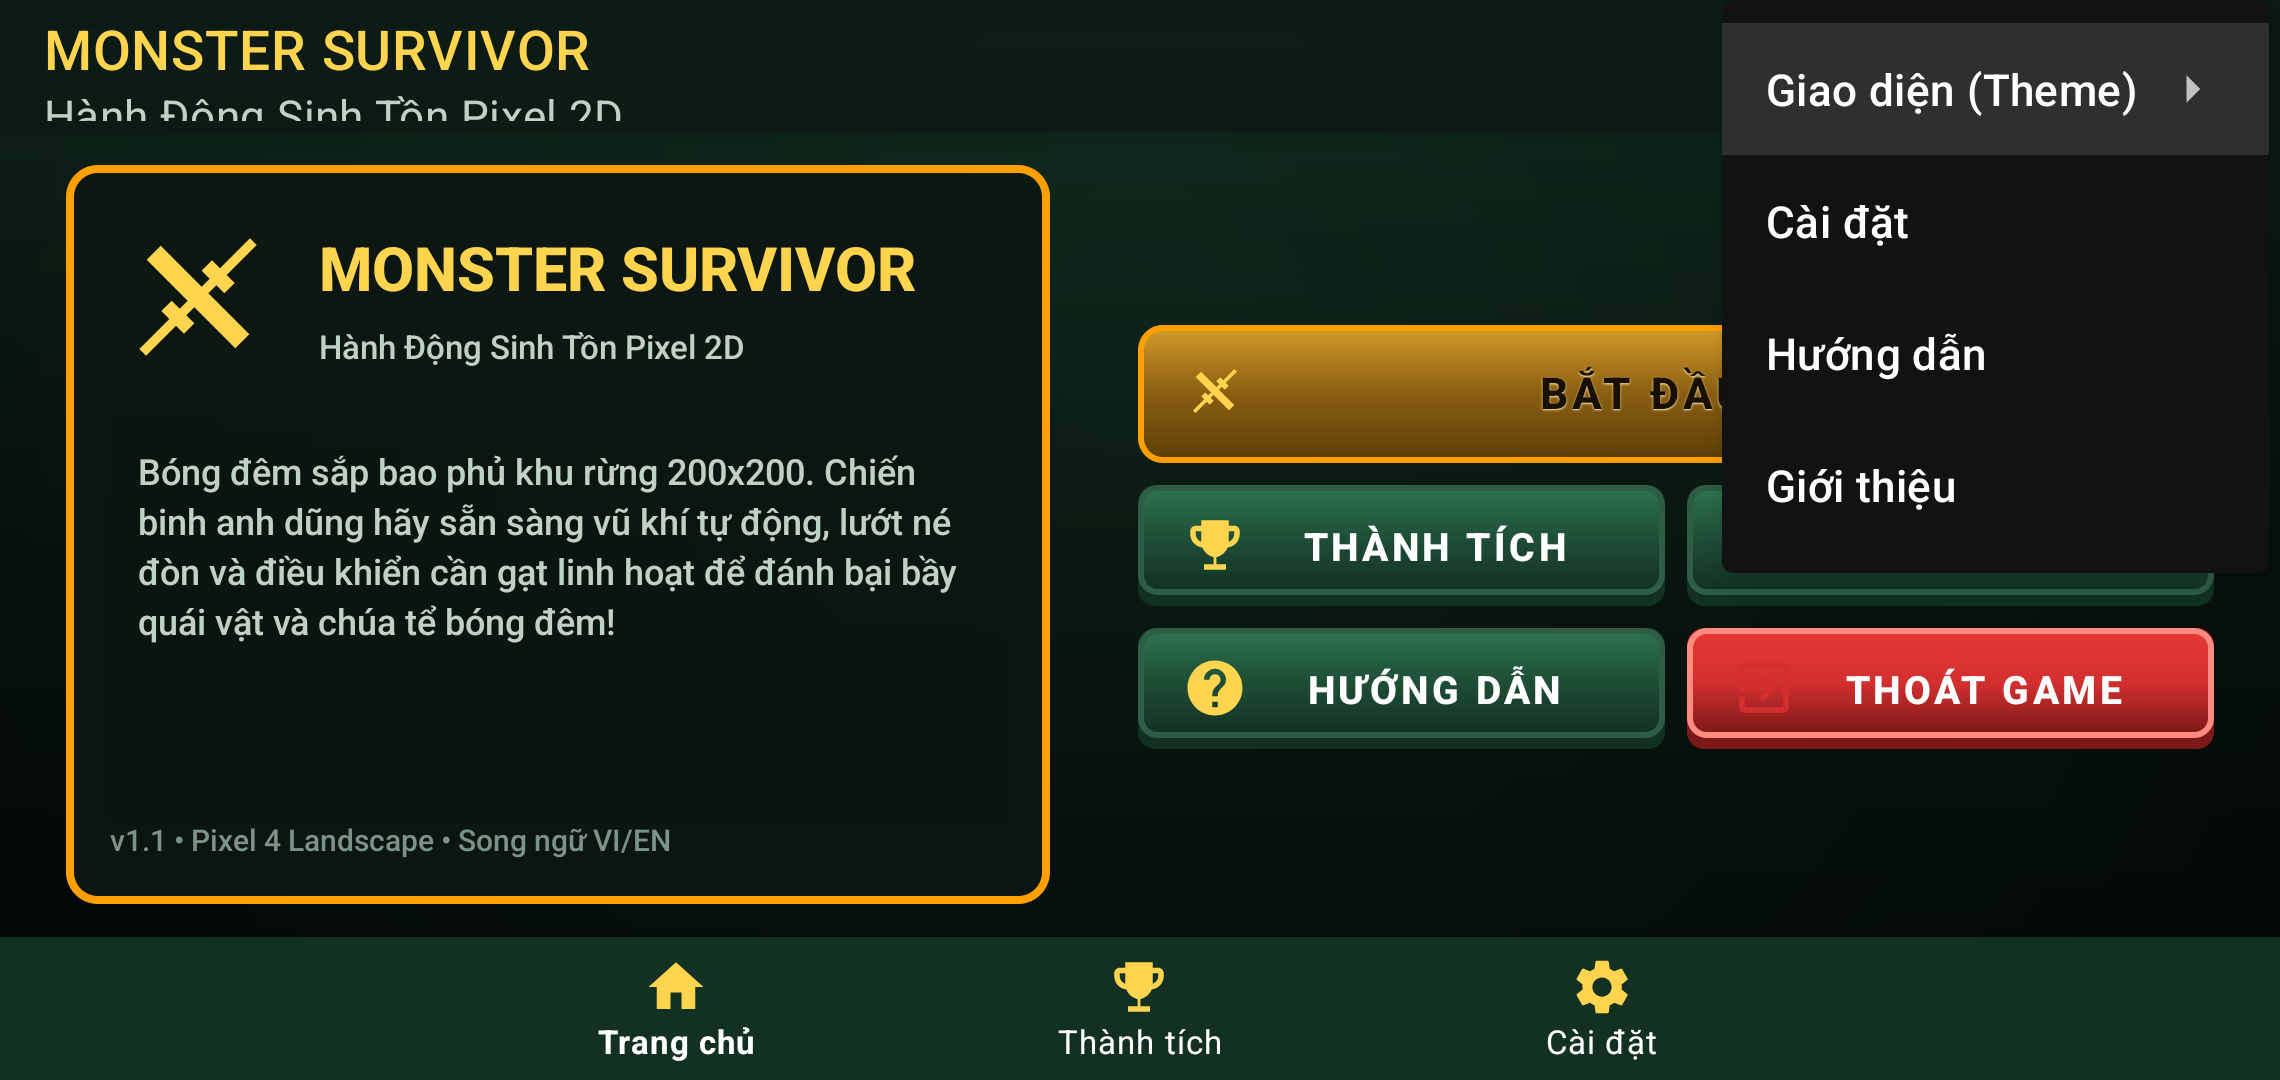 MONSTER SURVIVOR
Hành Động Sinh Tồn Pixel 2D
MONSTER SURVIVOR
Hành Động Sinh Tồn Pixel 2D
Bóng đêm sắp bao phủ khu rừng 200x200. Chiến
binh anh dũng hãy sẵn sàng vũ khí tự động, lướt né
đòn và điều khiển cần gạt linh hoạt để đánh bại bầy
quái vật và chúa tể bóng đêm!
v1.1 • Pixel 4 Landscape • Song ngữ VI/EN
Giao diện (Theme)
Cài đặt
Hướng dẫn
Giới thiệu
BẮT ĐẦU
THÀNH TÍCH
HƯỚNG DẪN
THOÁT GAME
Trang chủ
Thành tích
Cài đặt